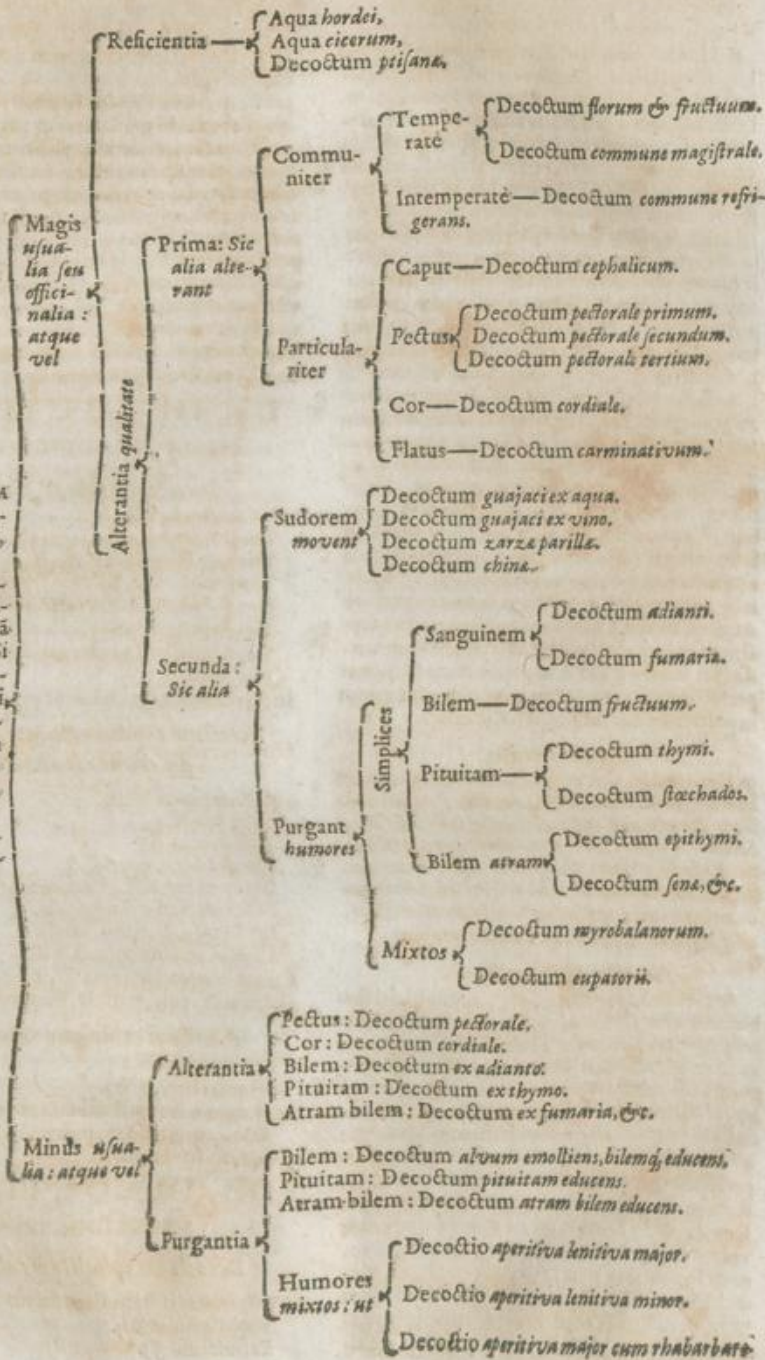 Reficientia
Aqua hordei,
Aqua cicerum,
Decoctum ptisanæ.
Magis
usua-
lia seu
offici-
nalia:
atque
vel
Alterantia qualitate
Prima: Sic
alia alte-
rant
Commu-
niter
Tempe-
ratè
Decoctum florum & fructuum.
Decoctum commune magistrale.
Intemperatè—Decoctum commune refri-
gerans.
Particula-
riter
Caput—Decoctum cephalicum.
Pectus
Decoctum pectorale primum.
Decoctum pectorale secundum.
Decoctum pectorale tertium.
Cor—Decoctum cordiale.
Flatus—Decoctum carminativum.
Secunda:
Sic alia
Sudorem
movent
Decoctum guajaci ex aqua.
Decoctum guajaci ex vino.
Decoctum zarzæ parillæ.
Decoctum chinæ.
Purgant
humores
Simplices
Sanguinem
Decoctum adianti.
Decoctum fumariæ.
Bilem—Decoctum fructuum.
Pituitam
Decoctum thymi.
Decoctum stœchados.
Bilem atram
Decoctum epithymi.
Decoctum senæ, &c.
Mixtos
Decoctum myrobalanorum.
Decoctum eupatorii.
Minus usua-
lia: atque vel
Alterantia
Pectus: Decoctum pectorale.
Cor: Decoctum cordiale.
Bilem: Decoctum ex adianto.
Pituitam: Decoctum ex thymo.
Atram bilem: Decoctum ex fumaria, &c.
Purgantia
Bilem: Decoctum alvum emolliens, bilemq́; educens.
Pituitam: Decoctum pituitam educens.
Atram bilem: Decoctum atram bilem educens.
Humores
mixtos: ut
Decoctio aperitiva lenitiva major.
Decoctio aperitiva lenitiva minor.
Decoctio aperitiva major cum rhabarbaro